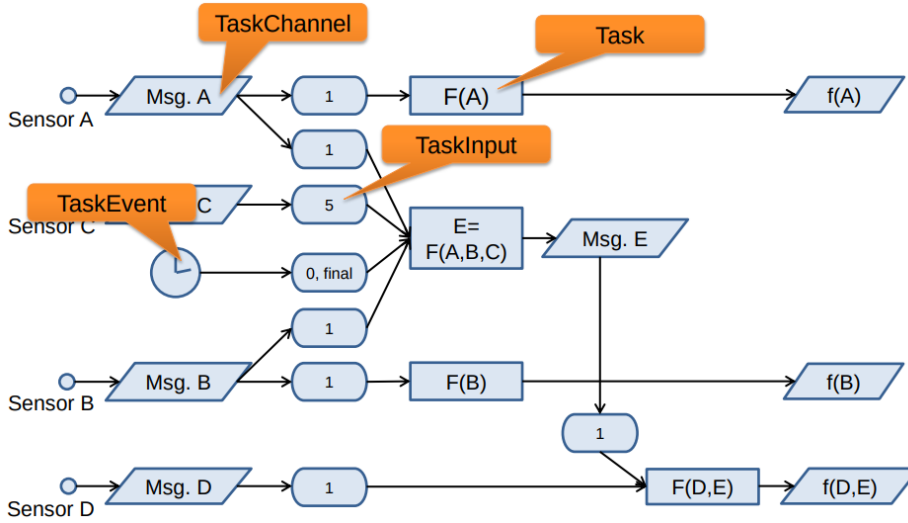 TaskChannel
Task
Msg. A
1
F(A)
f(A)
Sensor A
1
TaskInput
TaskEvent
C
5
Sensor C
E=
F(A,B,C)
Msg. E
0, final
1
Msg. B
1
F(B)
f(B)
Sensor B
1
Msg. D
1
F(D,E)
f(D,E)
Sensor D